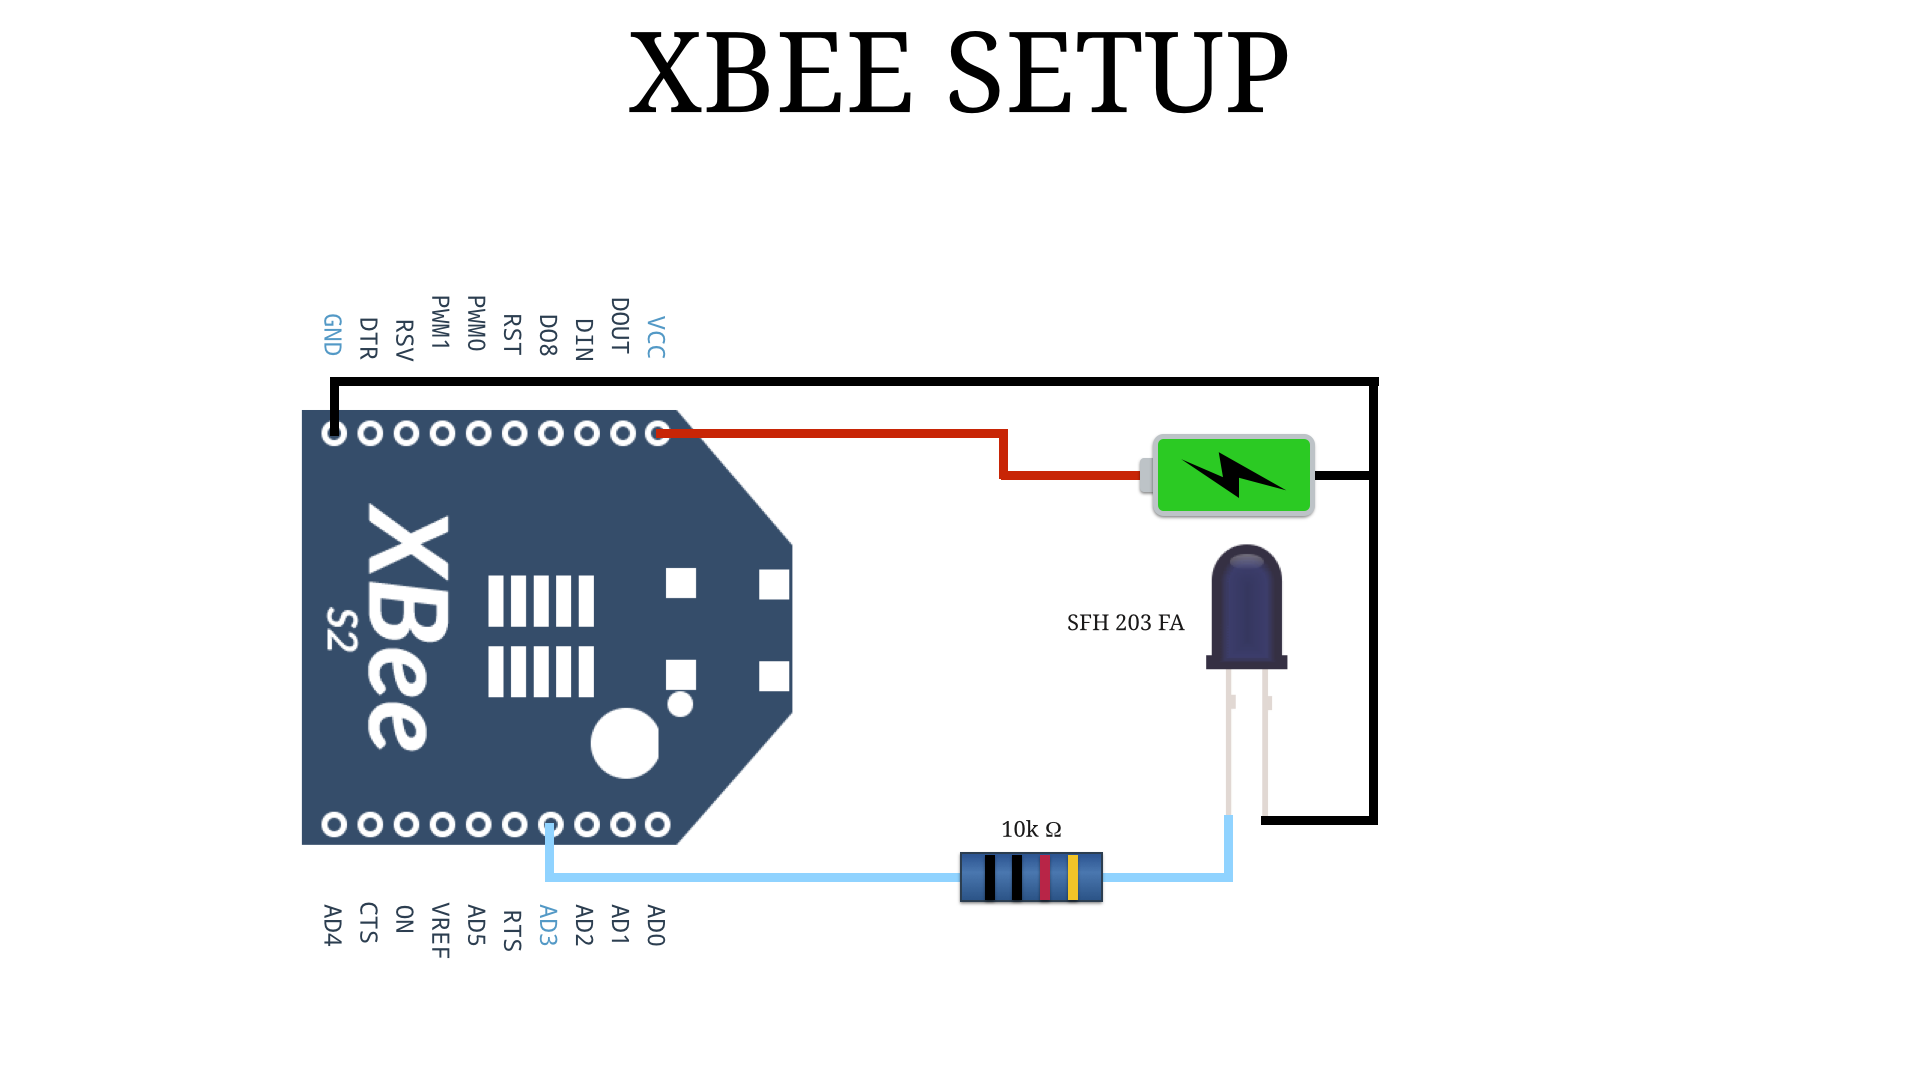 XBEE SETUP
GND
DTR
RSV
PWM1
PWM0
RST
DO8
DIN
DOUT
VCC
XBee
S2
SFH 203 FA
10k Ω
AD4
CTS
ON
VREF
AD5
RTS
AD3
AD2
AD1
AD0